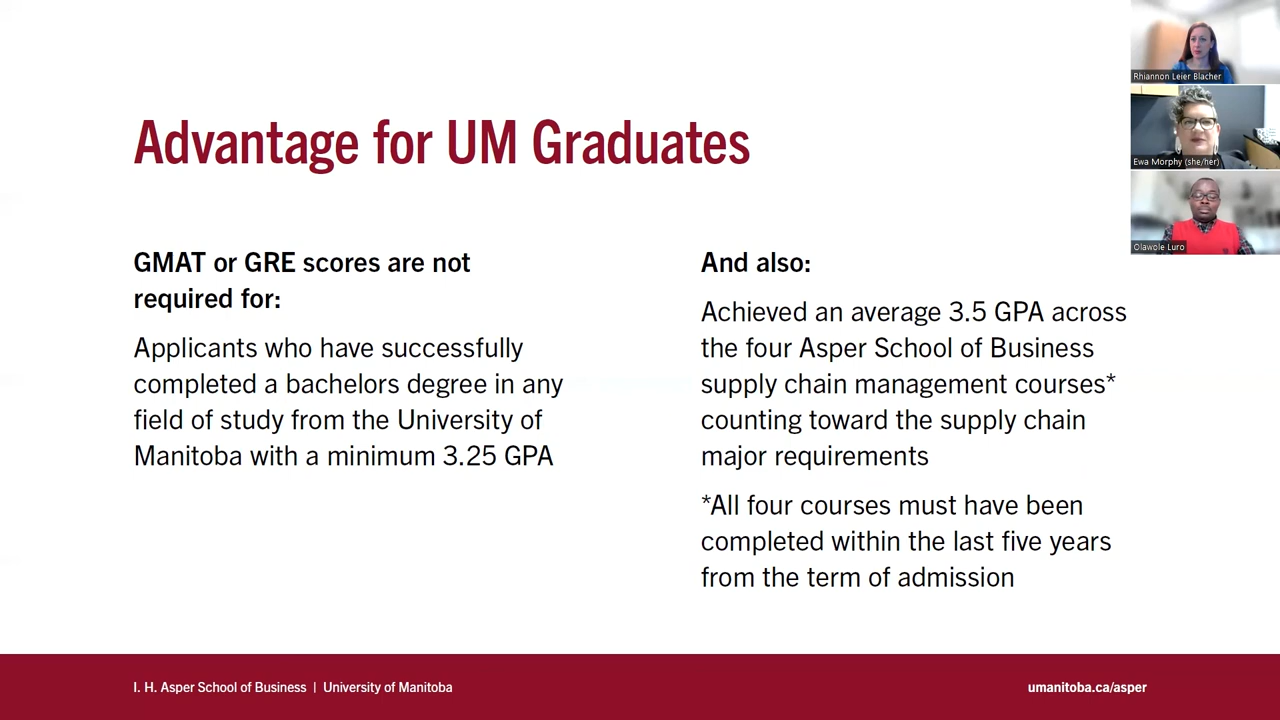 Advantage for UM Graduates
GMAT or GRE scores are not
required for:
Applicants who have successfully
completed a bachelors degree in any
field of study from the University of
Manitoba with a minimum 3.25 GPA
And also:
Achieved an average 3.5 GPA across
the four Asper School of Business
supply chain management courses*
counting toward the supply chain
major requirements
*All four courses must have been
completed within the last five years
from the term of admission
Rhiannon Leier Blacher
Ewa Morphy (she/her)
Olawole Luro
I. H. Asper School of Business | University of Manitoba
umanitoba.ca/asper